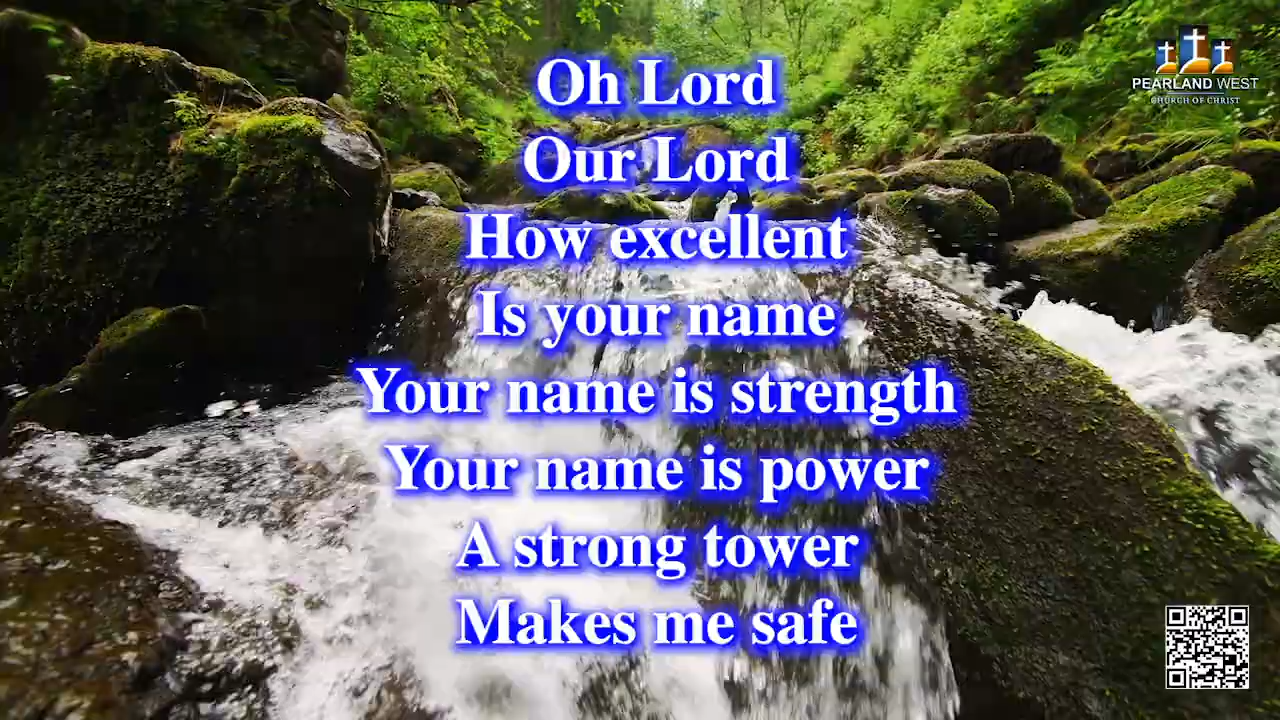 Oh Lord
Our Lord
How excellent
Is your name
Your name is strength
Your name is power
A strong tower
Makes me safe
PEARLAND WEST
CHURCH OF CHRIST